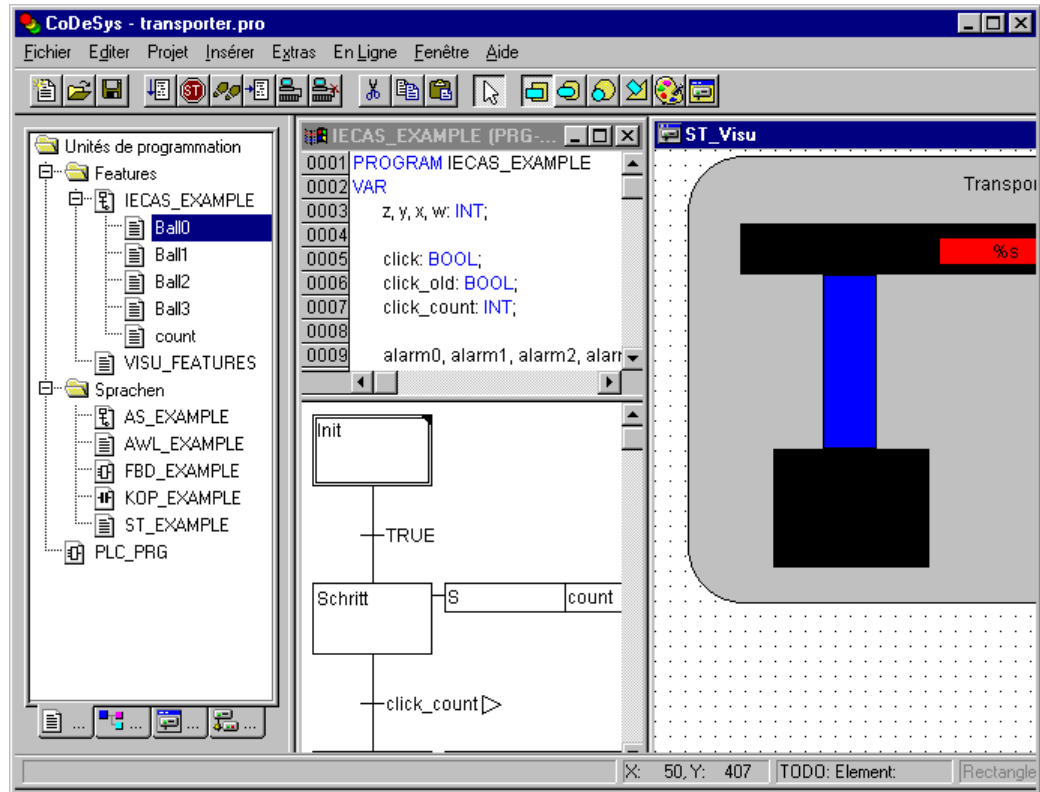 CoDeSys - transporter.pro
Fichier Editer Projet Insérer Extras En Ligne Fenêtre Aide
ST
Unités de programmation
Features
IECAS_EXAMPLE
Ball0
Ball1
Ball2
Ball3
count
VISU_FEATURES
Sprachen
AS_EXAMPLE
AWL_EXAMPLE
FBD_EXAMPLE
KOP_EXAMPLE
ST_EXAMPLE
PLC_PRG
... ... ... ...
IECAS_EXAMPLE (PRG-...
0001 PROGRAM IECAS_EXAMPLE
0002 VAR
0003 z, y, x, w: INT;
0004
0005 click: BOOL;
0006 click_old: BOOL;
0007 click_count: INT;
0008
0009 alarm0, alarm1, alarm2, alarm
Init
TRUE
Schritt S count
click_count
ST_Visu
Transpor
%s
X: 50, Y: 407 TODO: Element: Rectangle